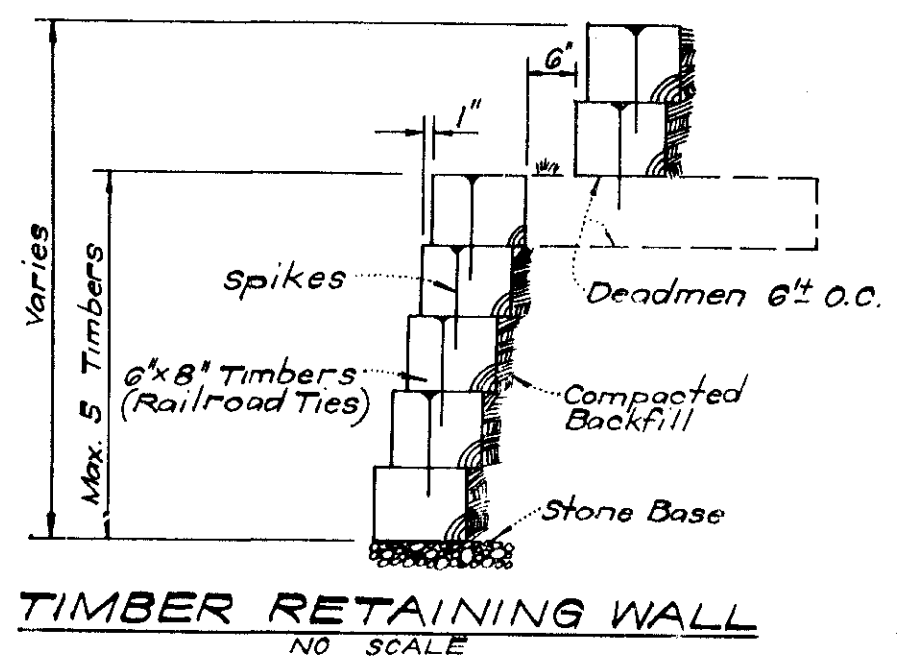 6"
1"
Varies
Max. 5 Timbers
spikes
Deadmen 6'± O.C.
6"x8" Timbers
(Railroad Ties)
Compacted
Backfill
Stone Base
TIMBER RETAINING WALL
NO SCALE